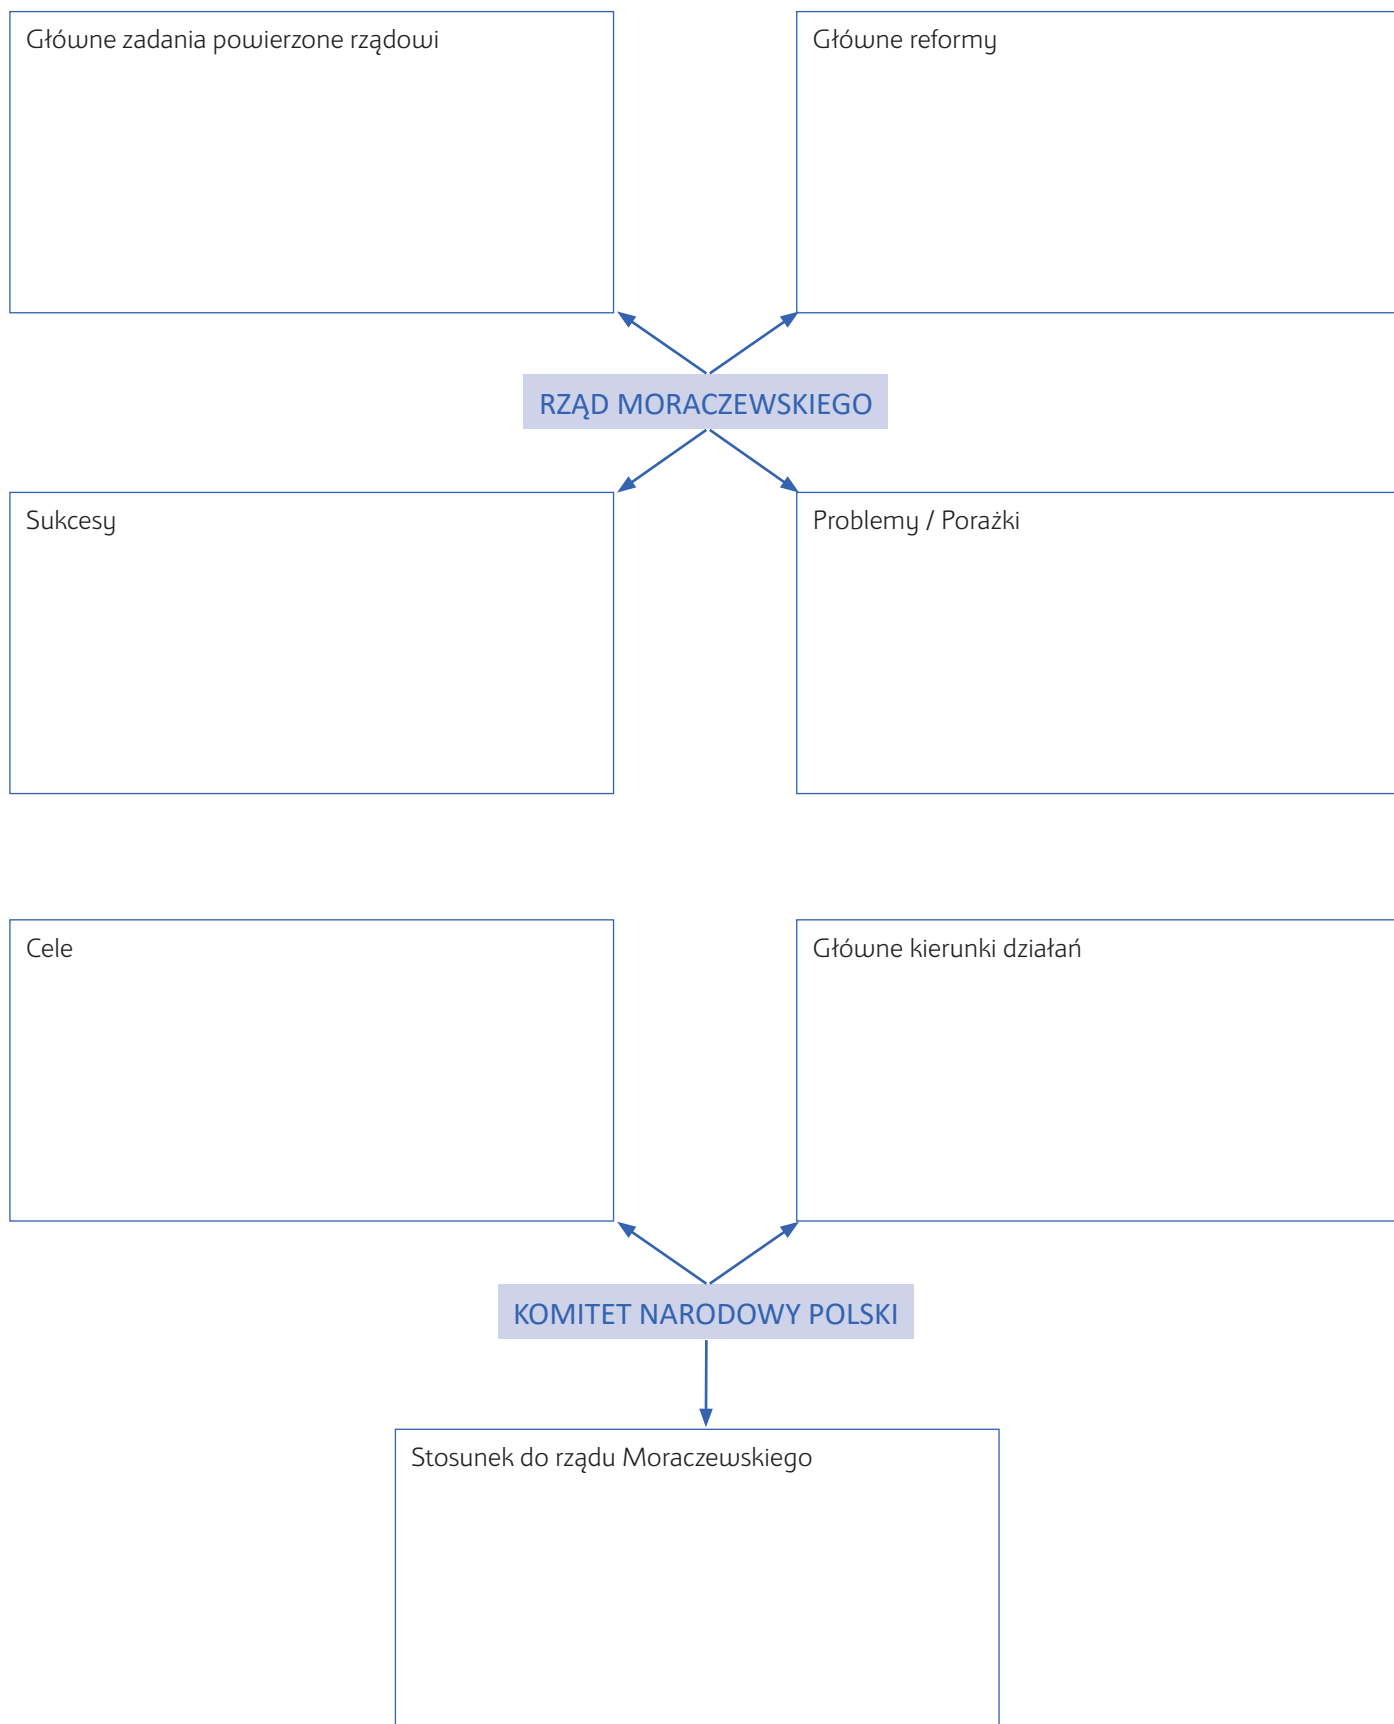 Główne zadania powierzone rządowi
Główne reformy
RZĄD MORACZEWSKIEGO
Sukcesy
Problemy / Porażki
Cele
Główne kierunki działań
KOMITET NARODOWY POLSKI
Stosunek do rządu Moraczewskiego